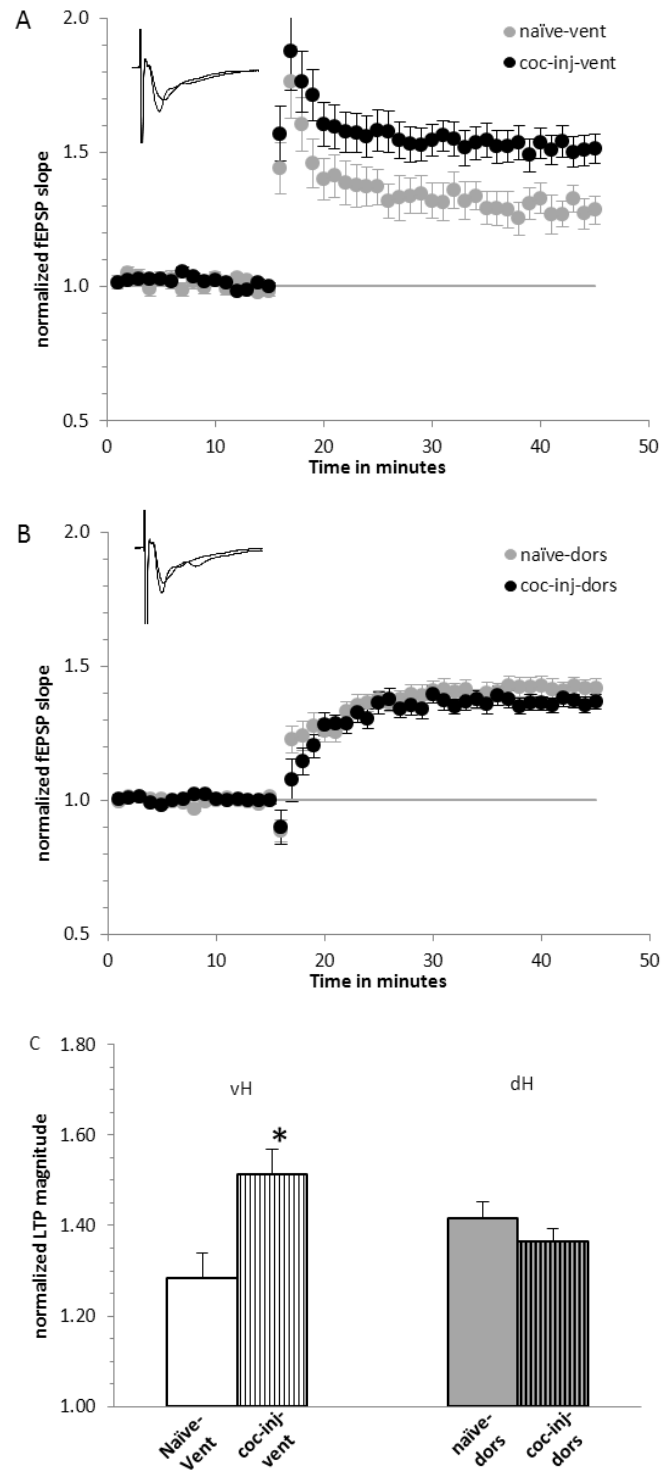 A
normalized fEPSP slope
2.0
1.5
1.0
0.5
naïve-vent
coc-inj-vent
0 10 20 30 40 50
Time in minutes
B
normalized fEPSP slope
2.0
1.5
1.0
0.5
naïve-dors
coc-inj-dors
0 10 20 30 40 50
Time in minutes
C
normalized LTP magnitude
1.80
1.60
1.40
1.20
1.00
vH
dH
*
Naïve-
Vent
coc-inj-
vent
naïve-
dors
coc-inj-
dors